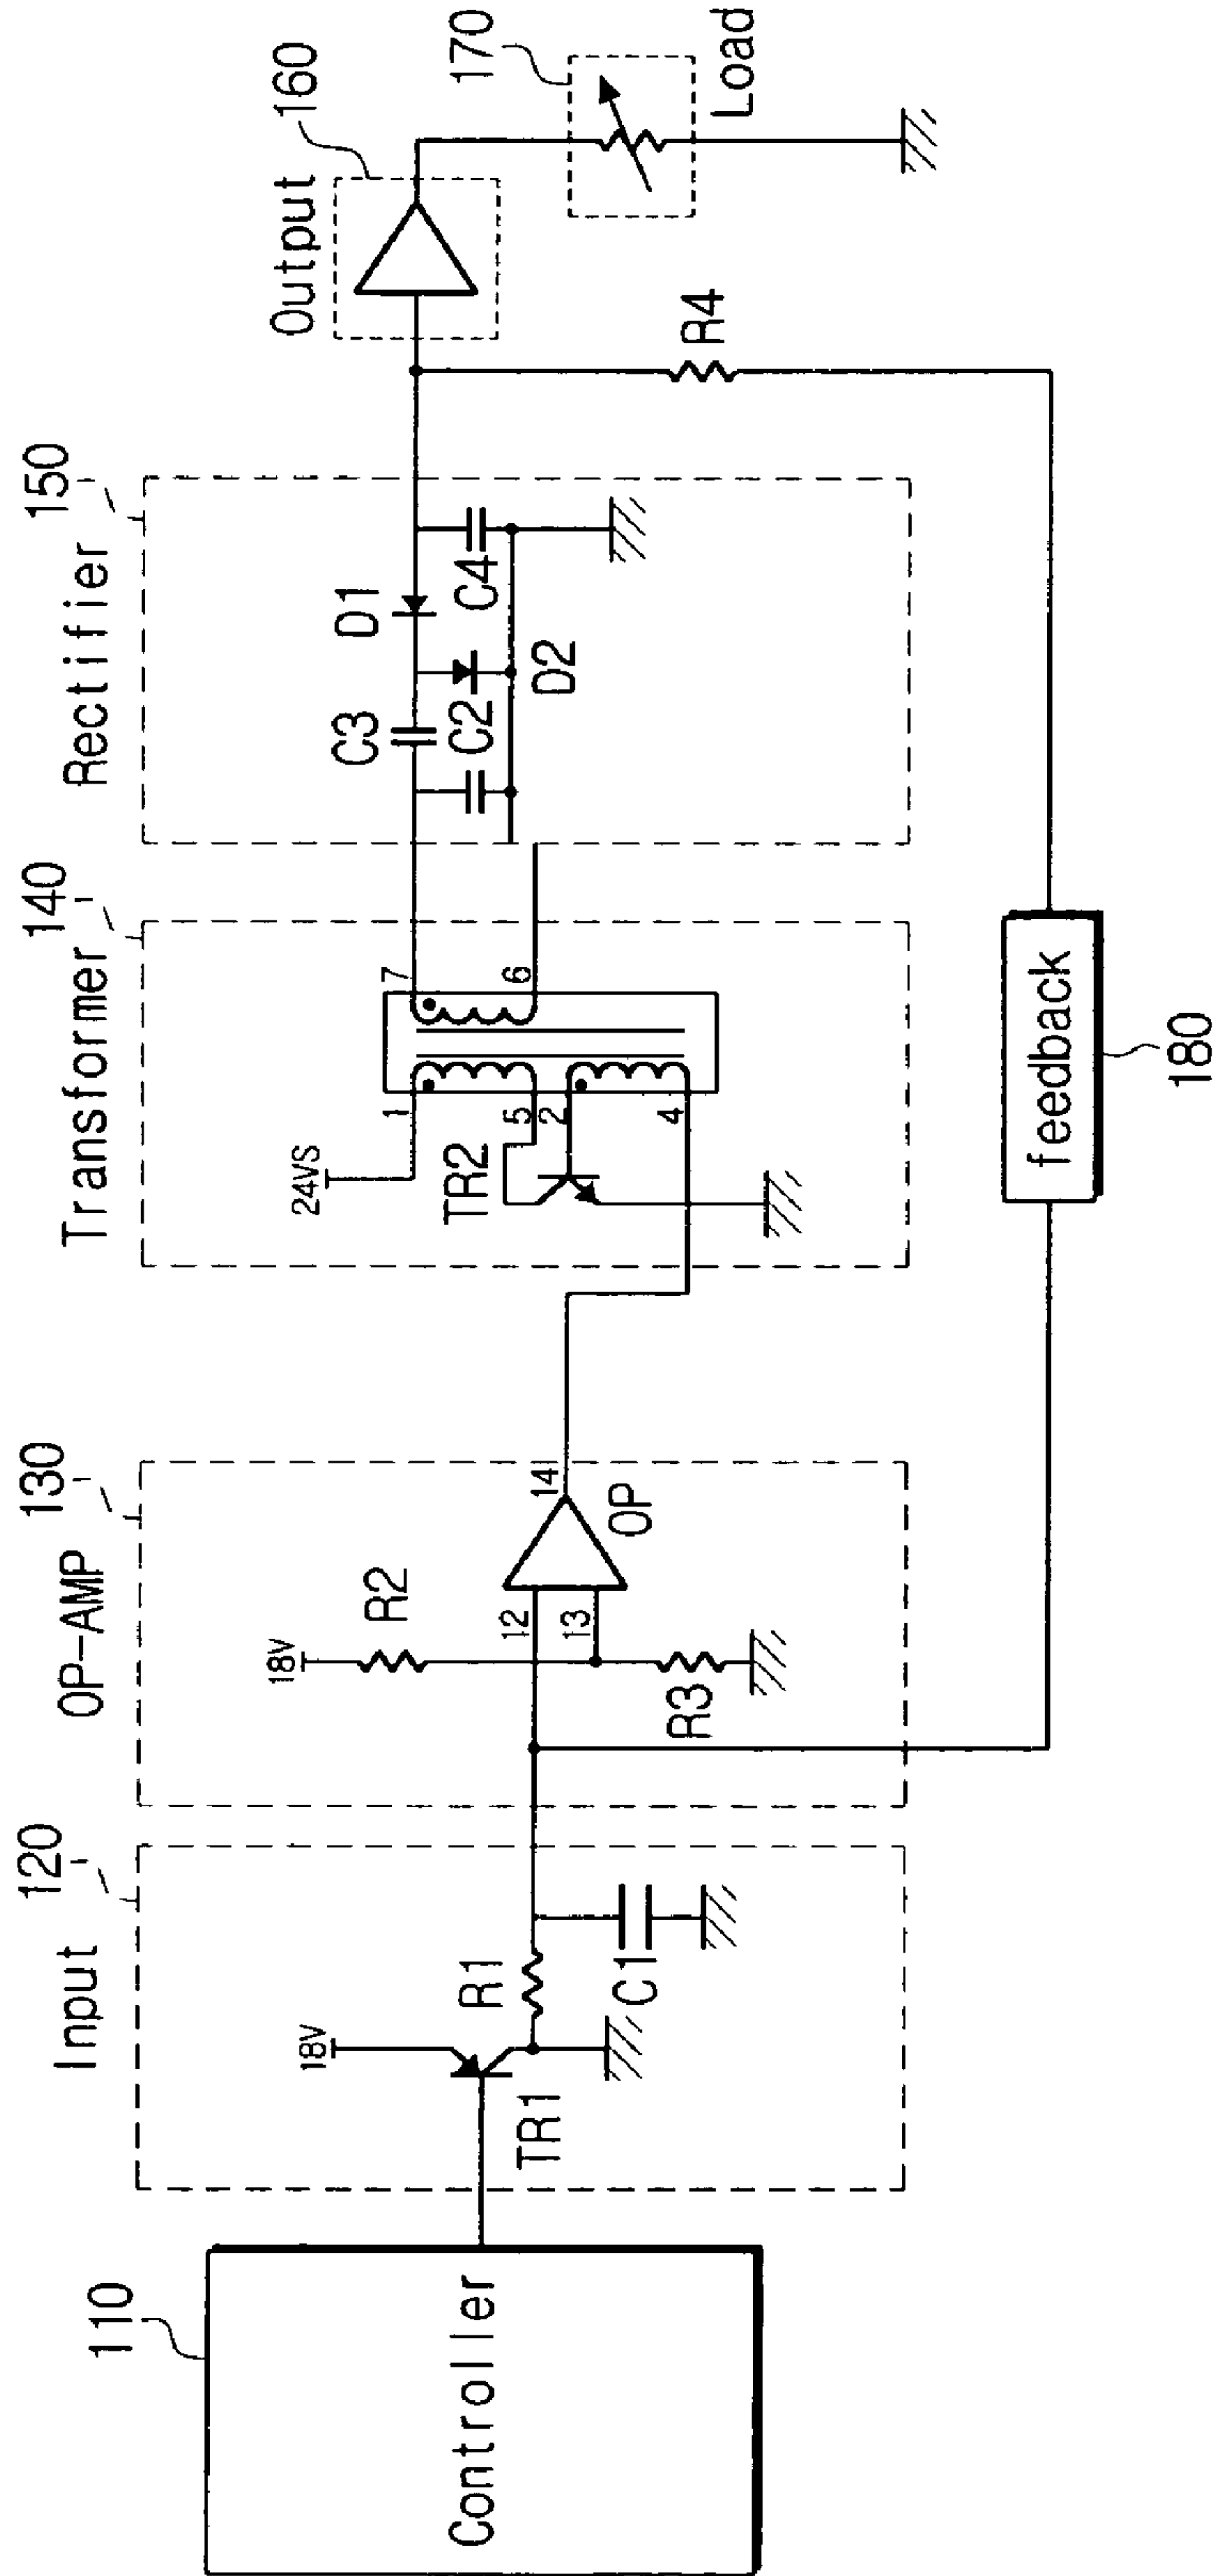 110
Controller
Input
120
18V
TR1
R1
C1
OP-AMP
130
18V
R2
12
13
14
OP
R3
Transformer
140
24VS
TR2
1
5
2
4
7
6
Rectifier
150
C3
C2
D1
D2
C4
Output
160
170
Load
R4
feedback
180